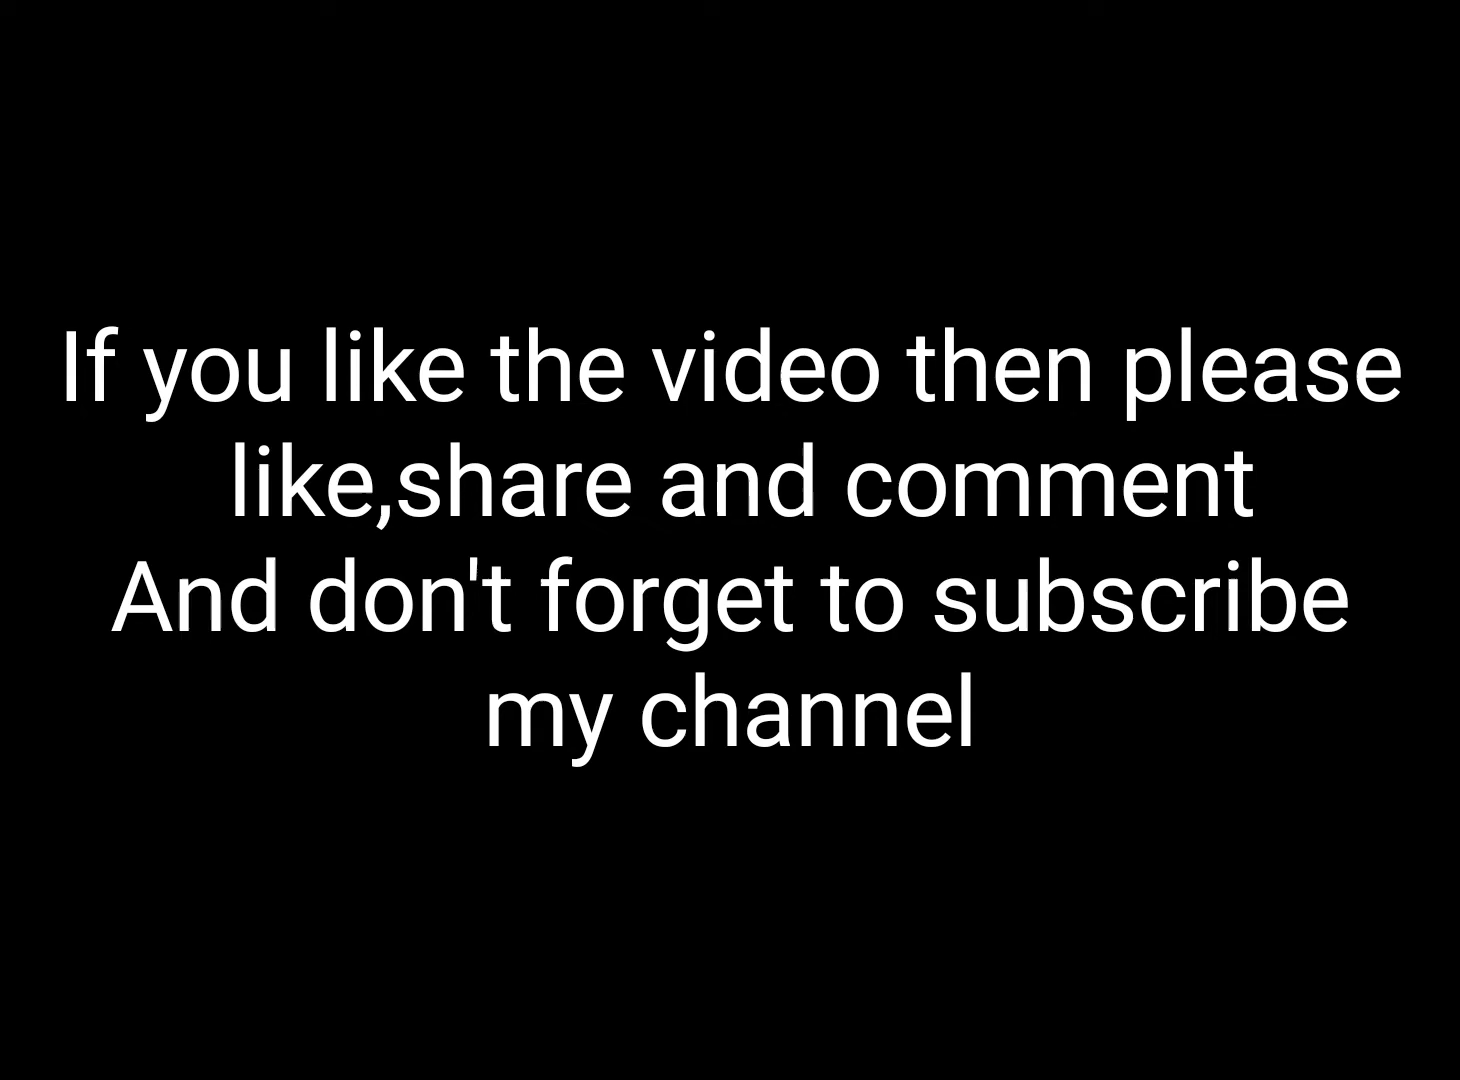 If you like the video then please
like,share and comment
And don't forget to subscribe
my channel